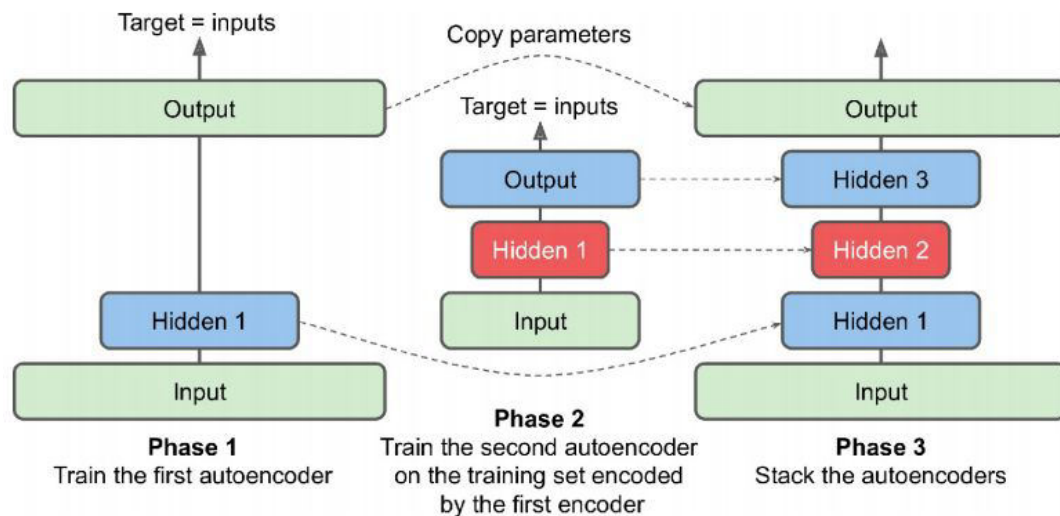 Target = inputs
Copy parameters
Output
Target = inputs
Output
Output
Hidden 3
Hidden 1
Hidden 2
Hidden 1
Input
Hidden 1
Input
Input
Phase 1
Train the first autoencoder
Phase 2
Train the second autoencoder
on the training set encoded
by the first encoder
Phase 3
Stack the autoencoders